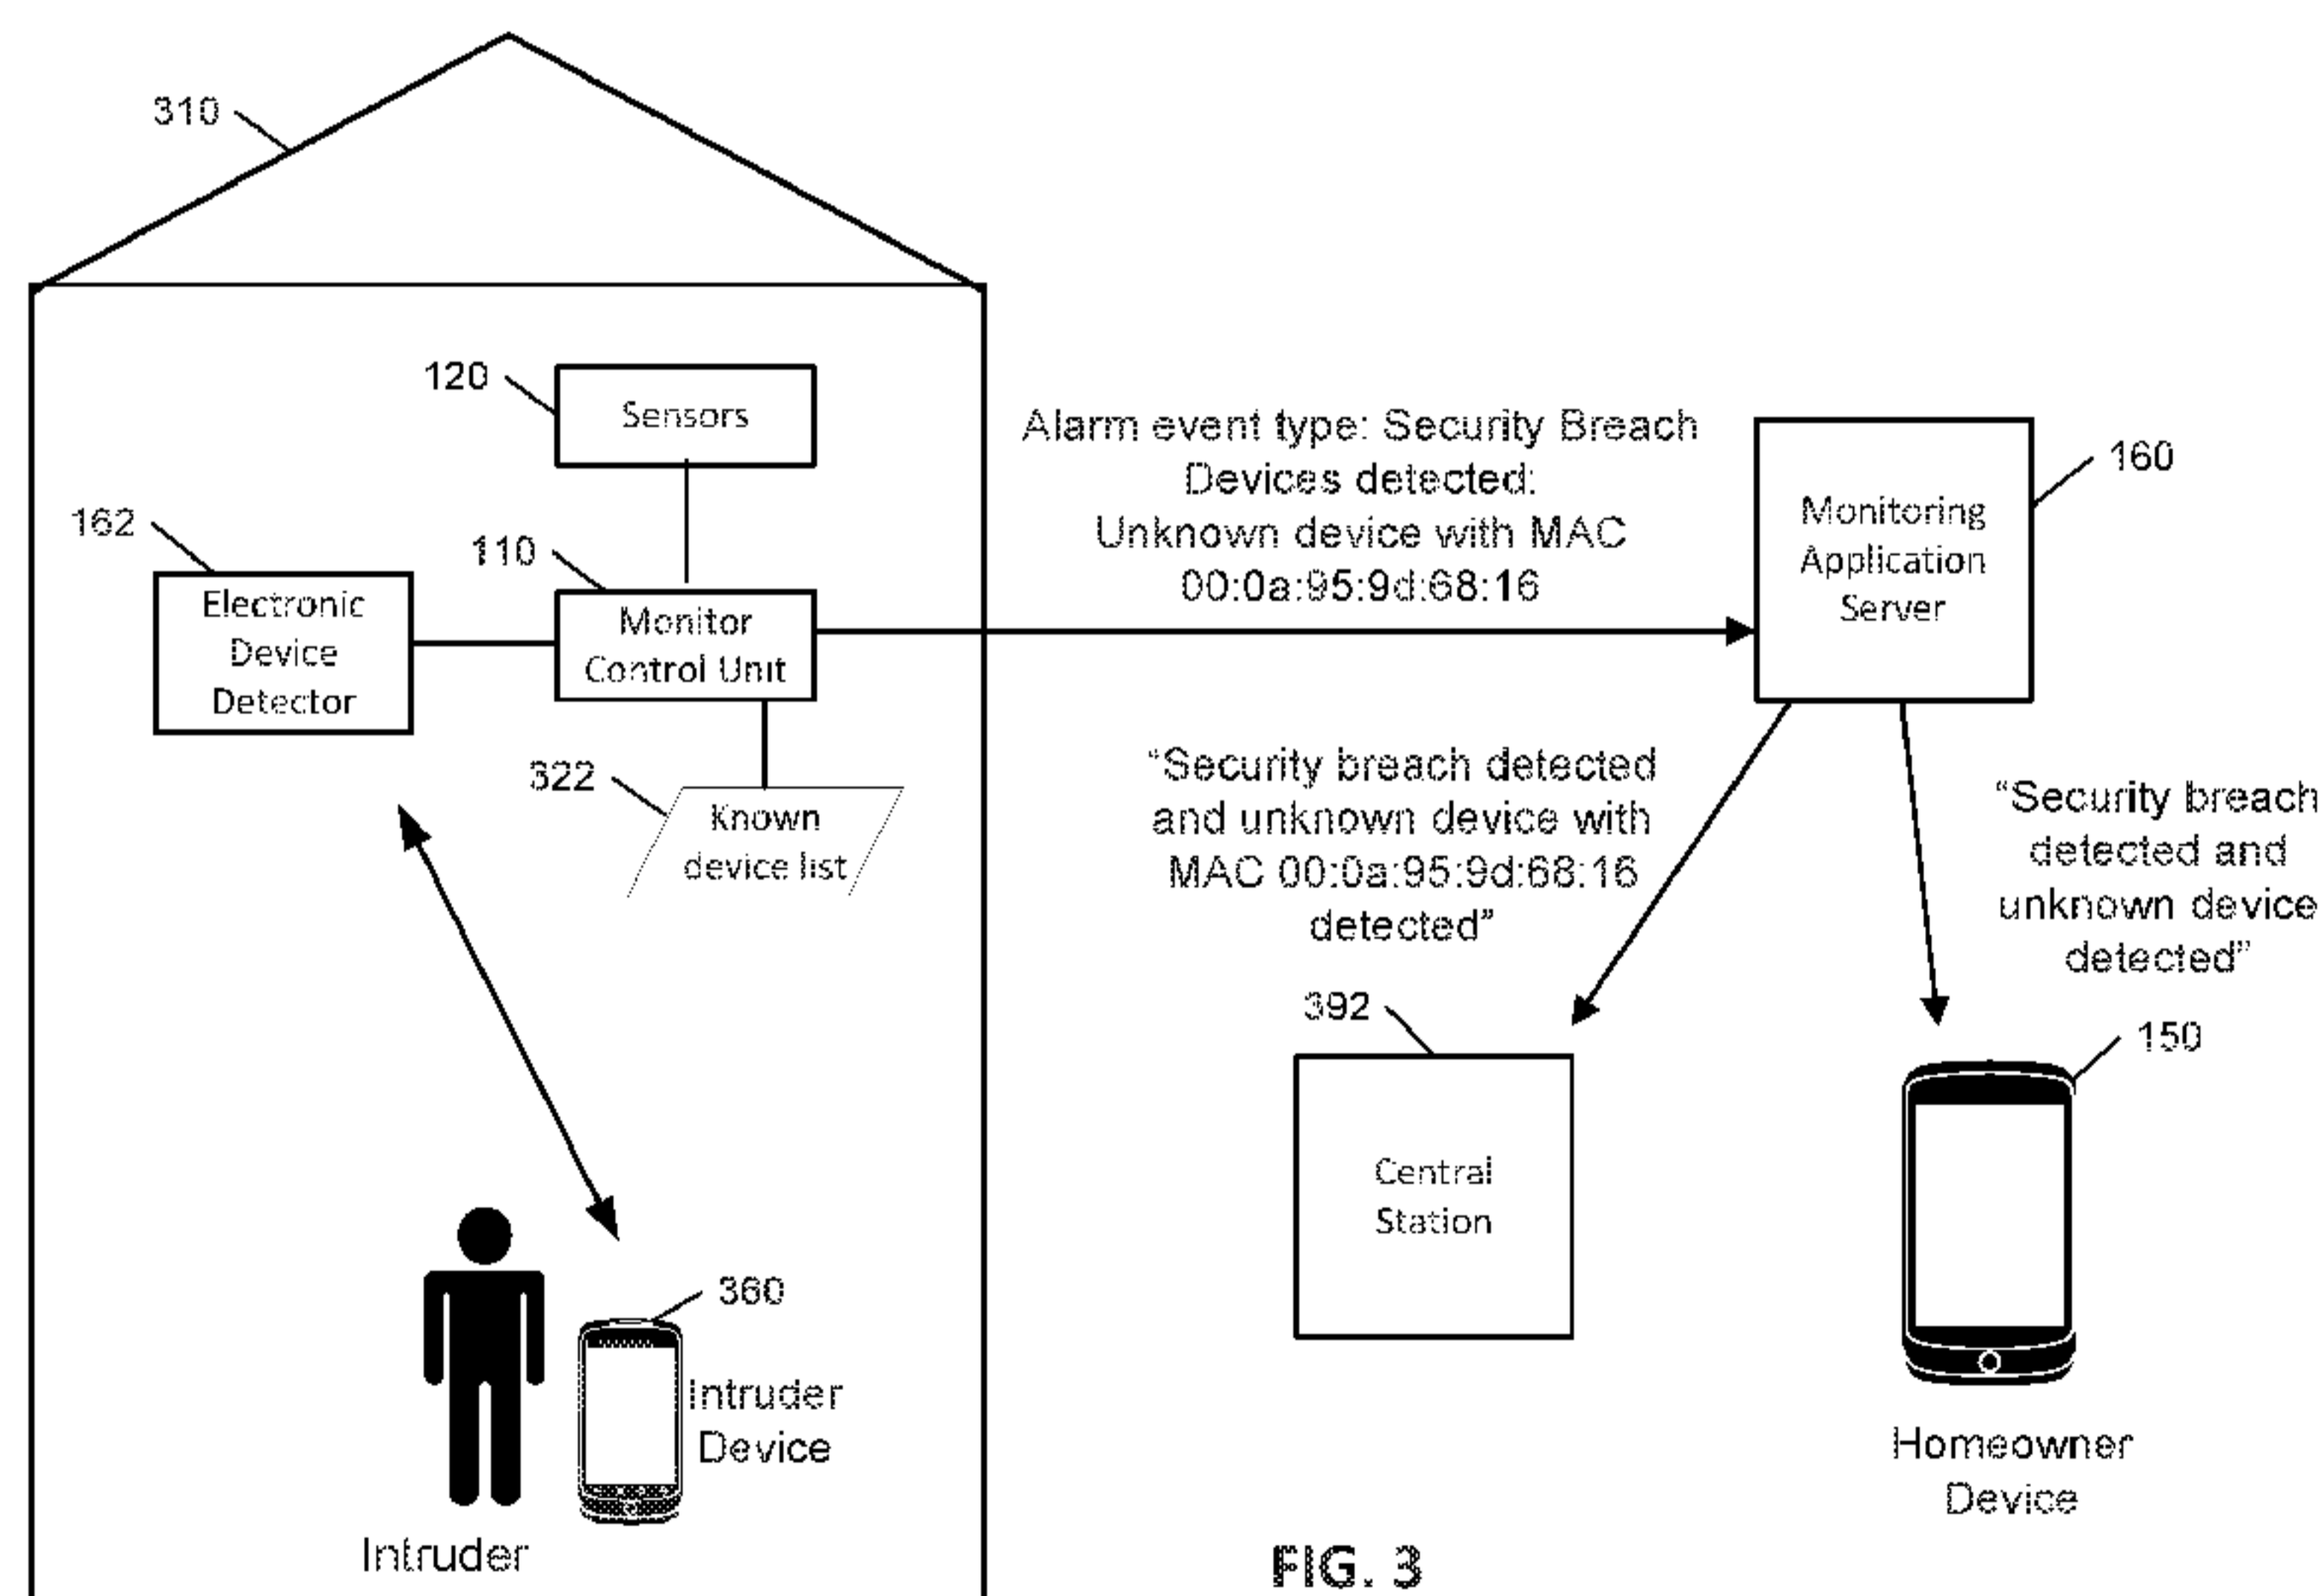 310
120
Sensors
162
110
Electronic
Device
Detector
Monitor
Control Unit
322
Known
device list
Alarm event type: Security Breach
Devices detected:
Unknown device with MAC
00:0a:95:9d:68:16
Monitoring
Application
Server
160
"Security breach detected
and unknown device with
MAC 00:0a:95:9d:68:16
detected"
"Security breach
detected and
unknown device
detected"
392
Central
Station
150
Homeowner
Device
360
Intruder
Device
Intruder
FIG. 3